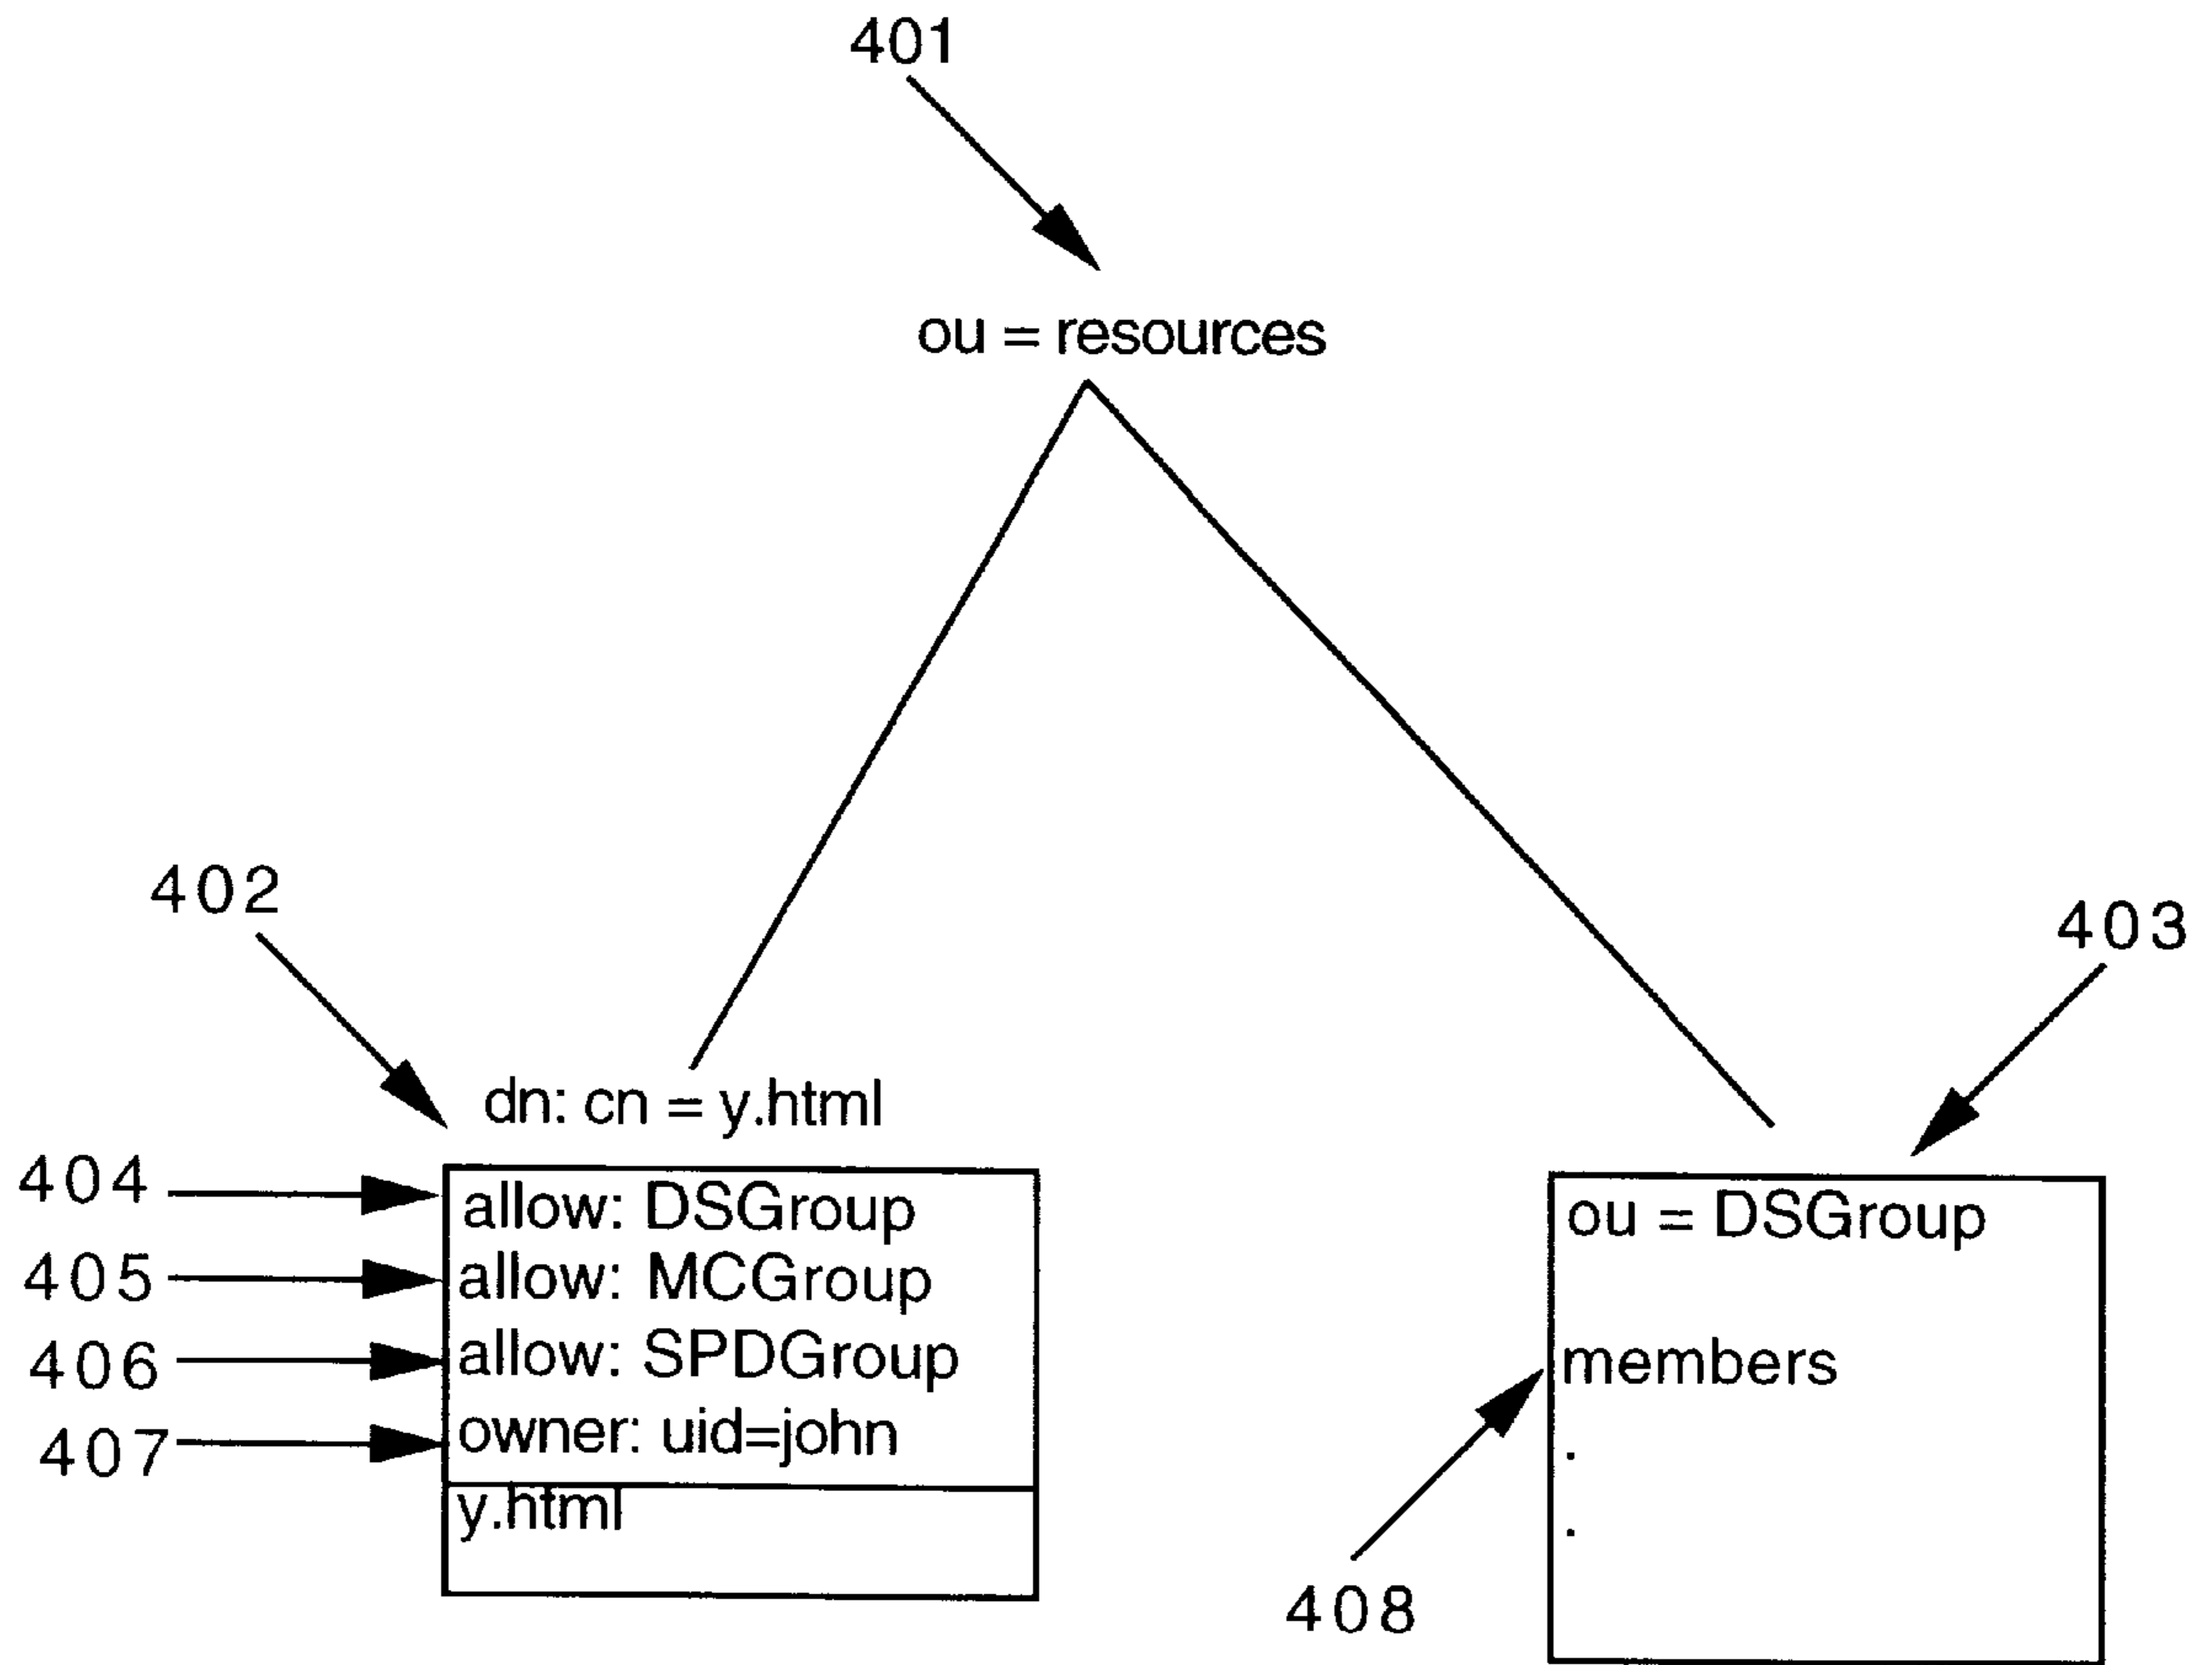 401
ou = resources
402
403
dn: cn = y.html
404
allow: DSGroup
405
allow: MCGroup
406
allow: SPDGroup
407
owner: uid=john
y.html
ou = DSGroup
members
.
.
408